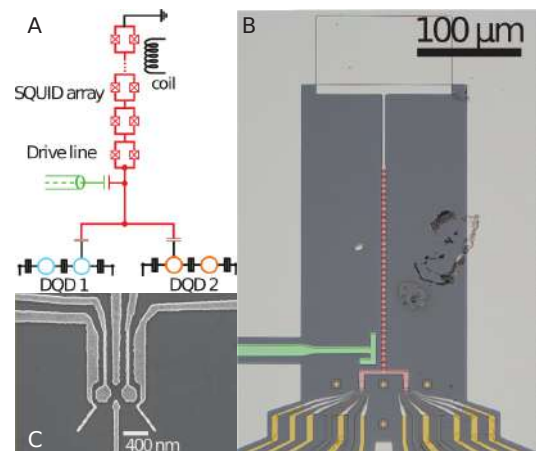 A
coil
SQUID array
Drive line
DQD 1
DQD 2
B
100 μm
C
400 nm